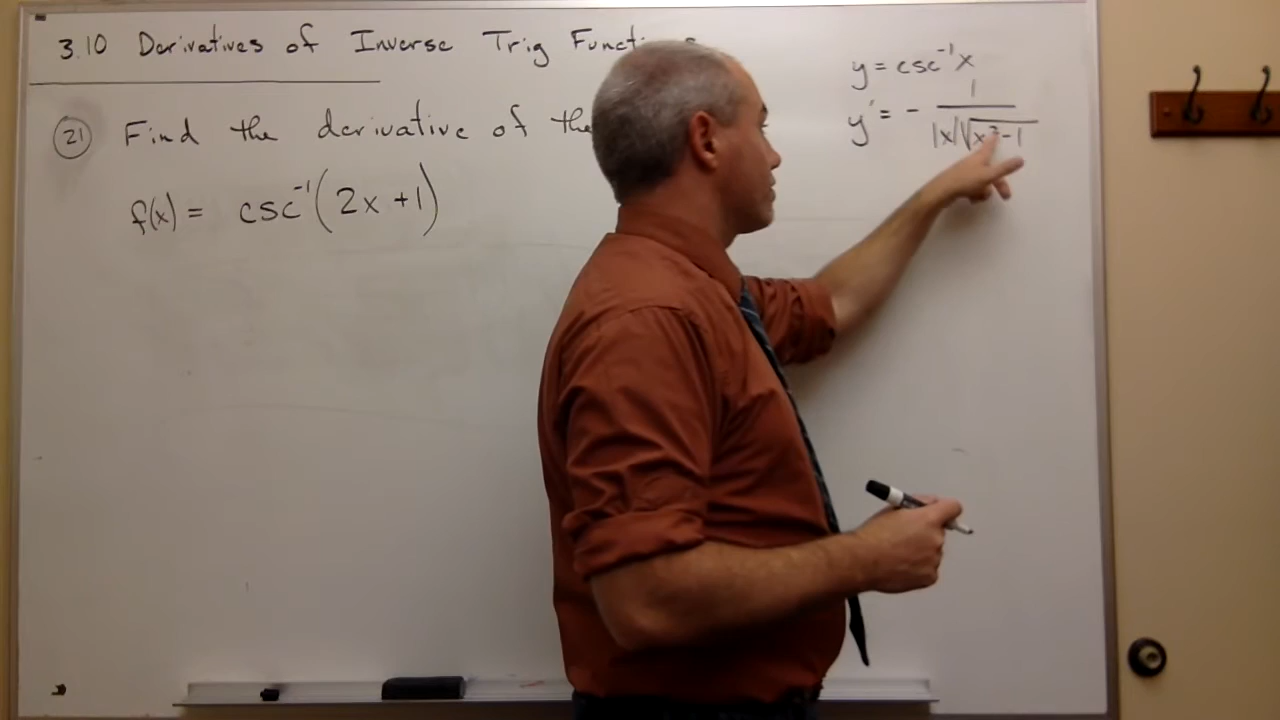 3.10 Derivatives of Inverse Trig Funct
21 Find the derivative of the
f(x) = csc⁻¹(2x+1)
y = csc⁻¹x
y' = - 1
|x|√x²-1